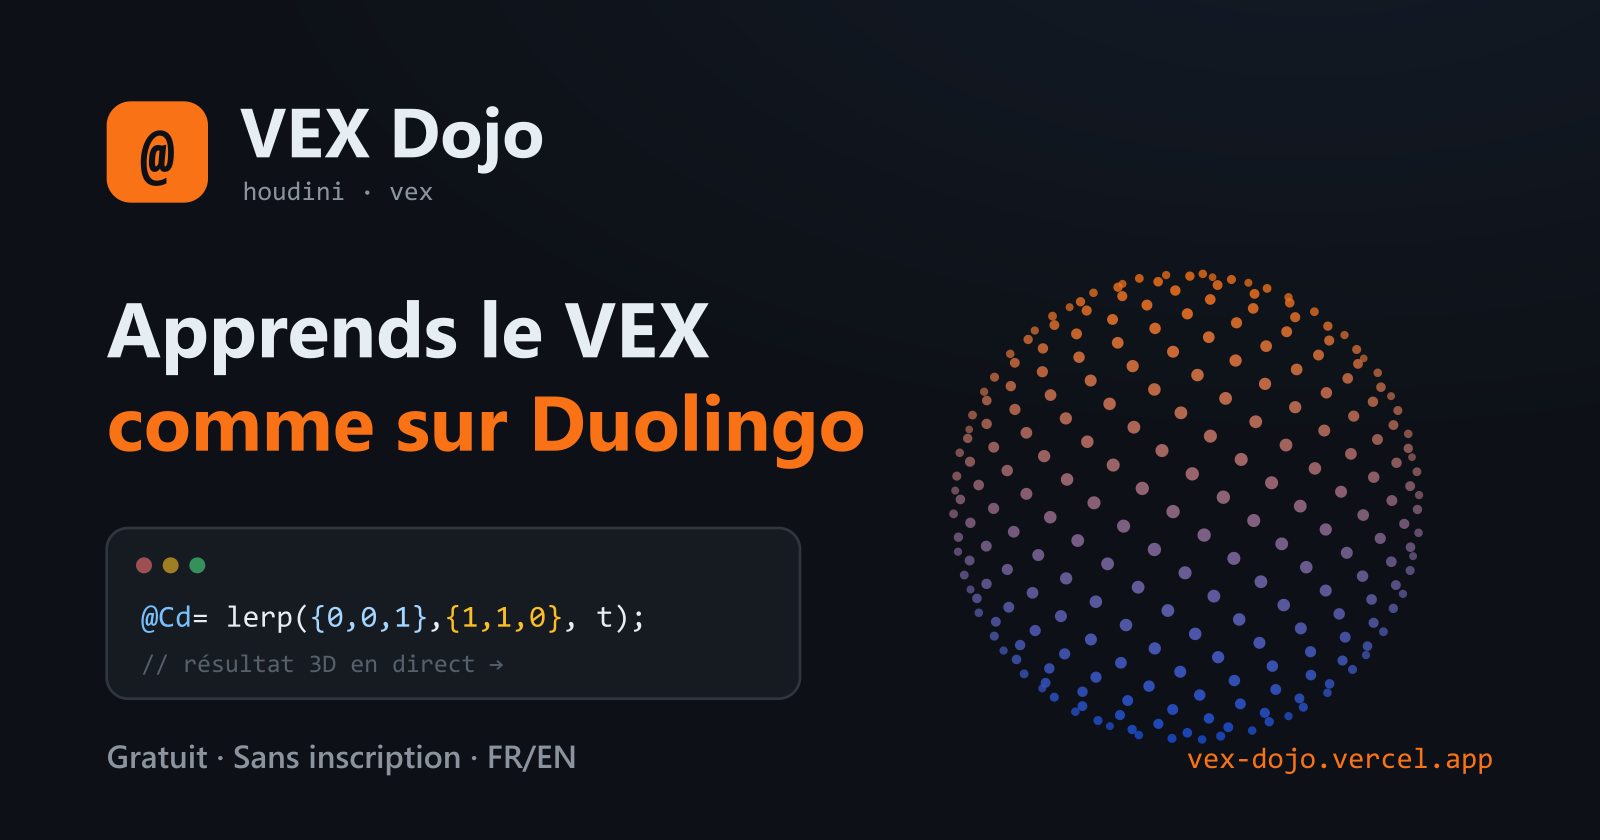 @
VEX Dojo
houdini · vex
Apprends le VEX
comme sur Duolingo
@Cd= lerp({0,0,1},{1,1,0}, t);
// résultat 3D en direct →
Gratuit · Sans inscription · FR/EN
vex-dojo.vercel.app